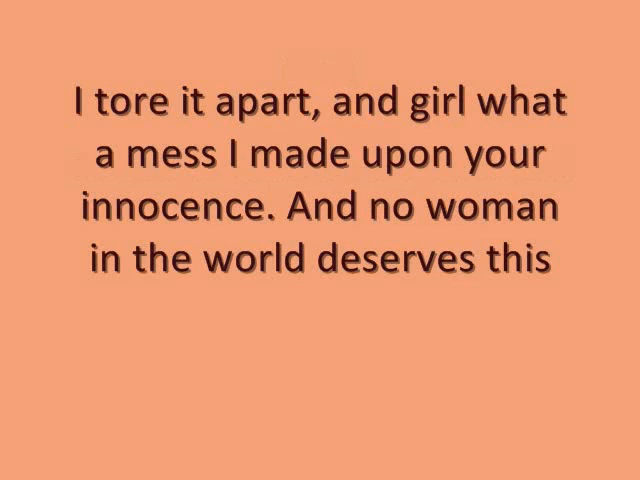 I tore it apart, and girl what
a mess I made upon your
innocence. And no woman
in the world deserves this